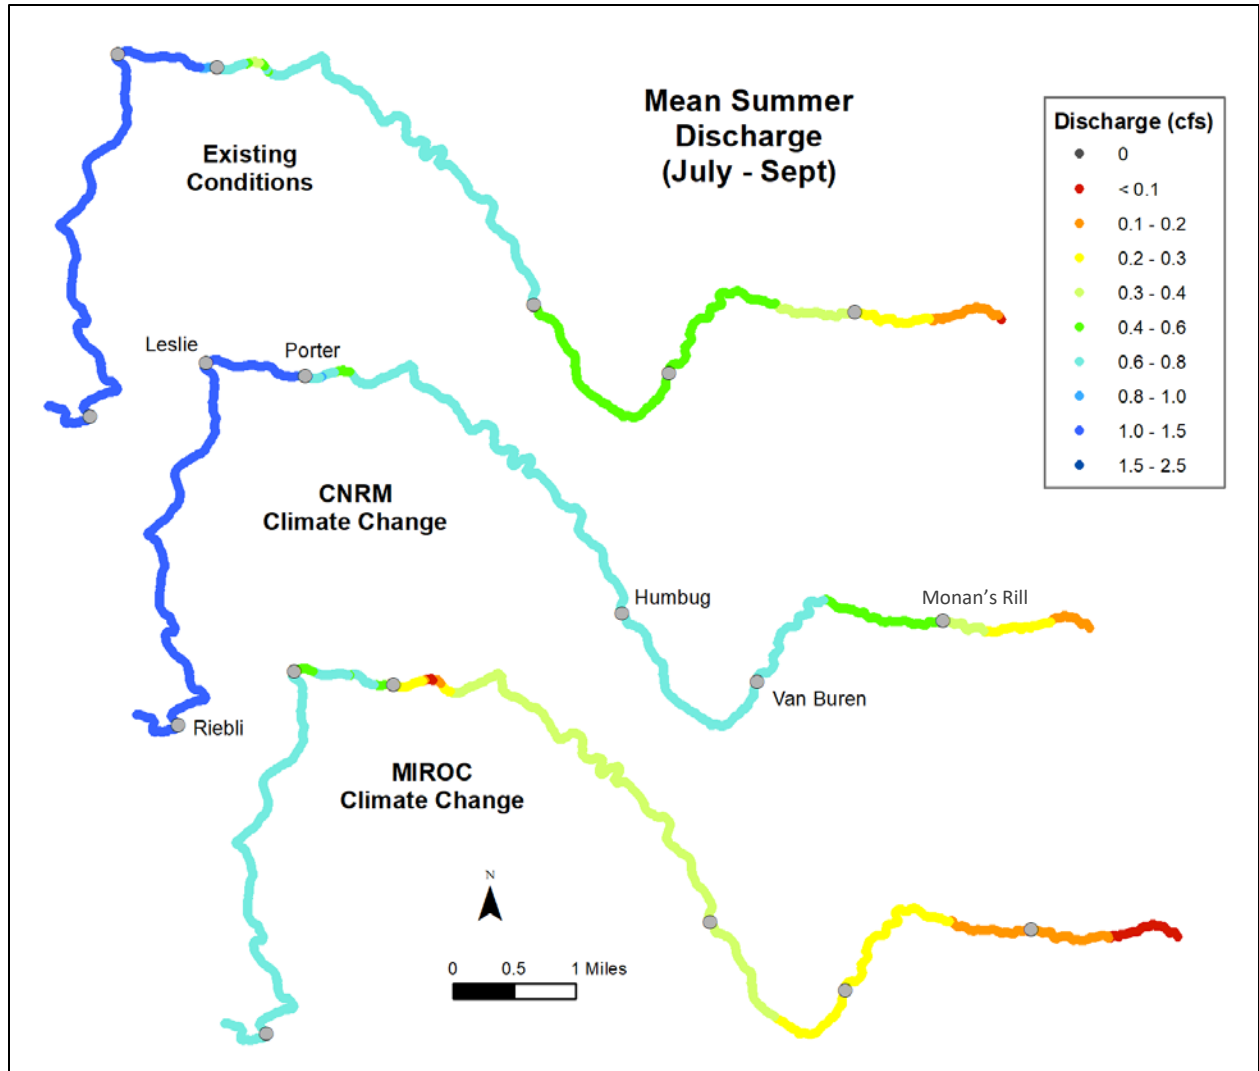 Mean Summer
Discharge
(July - Sept)
Discharge (cfs)
0
< 0.1
0.1 - 0.2
0.2 - 0.3
0.3 - 0.4
0.4 - 0.6
0.6 - 0.8
0.8 - 1.0
1.0 - 1.5
1.5 - 2.5
Existing
Conditions
Leslie
Porter
CNRM
Climate Change
Humbug
Monan's Rill
Van Buren
Riebli
MIROC
Climate Change
N
0 0.5 1 Miles